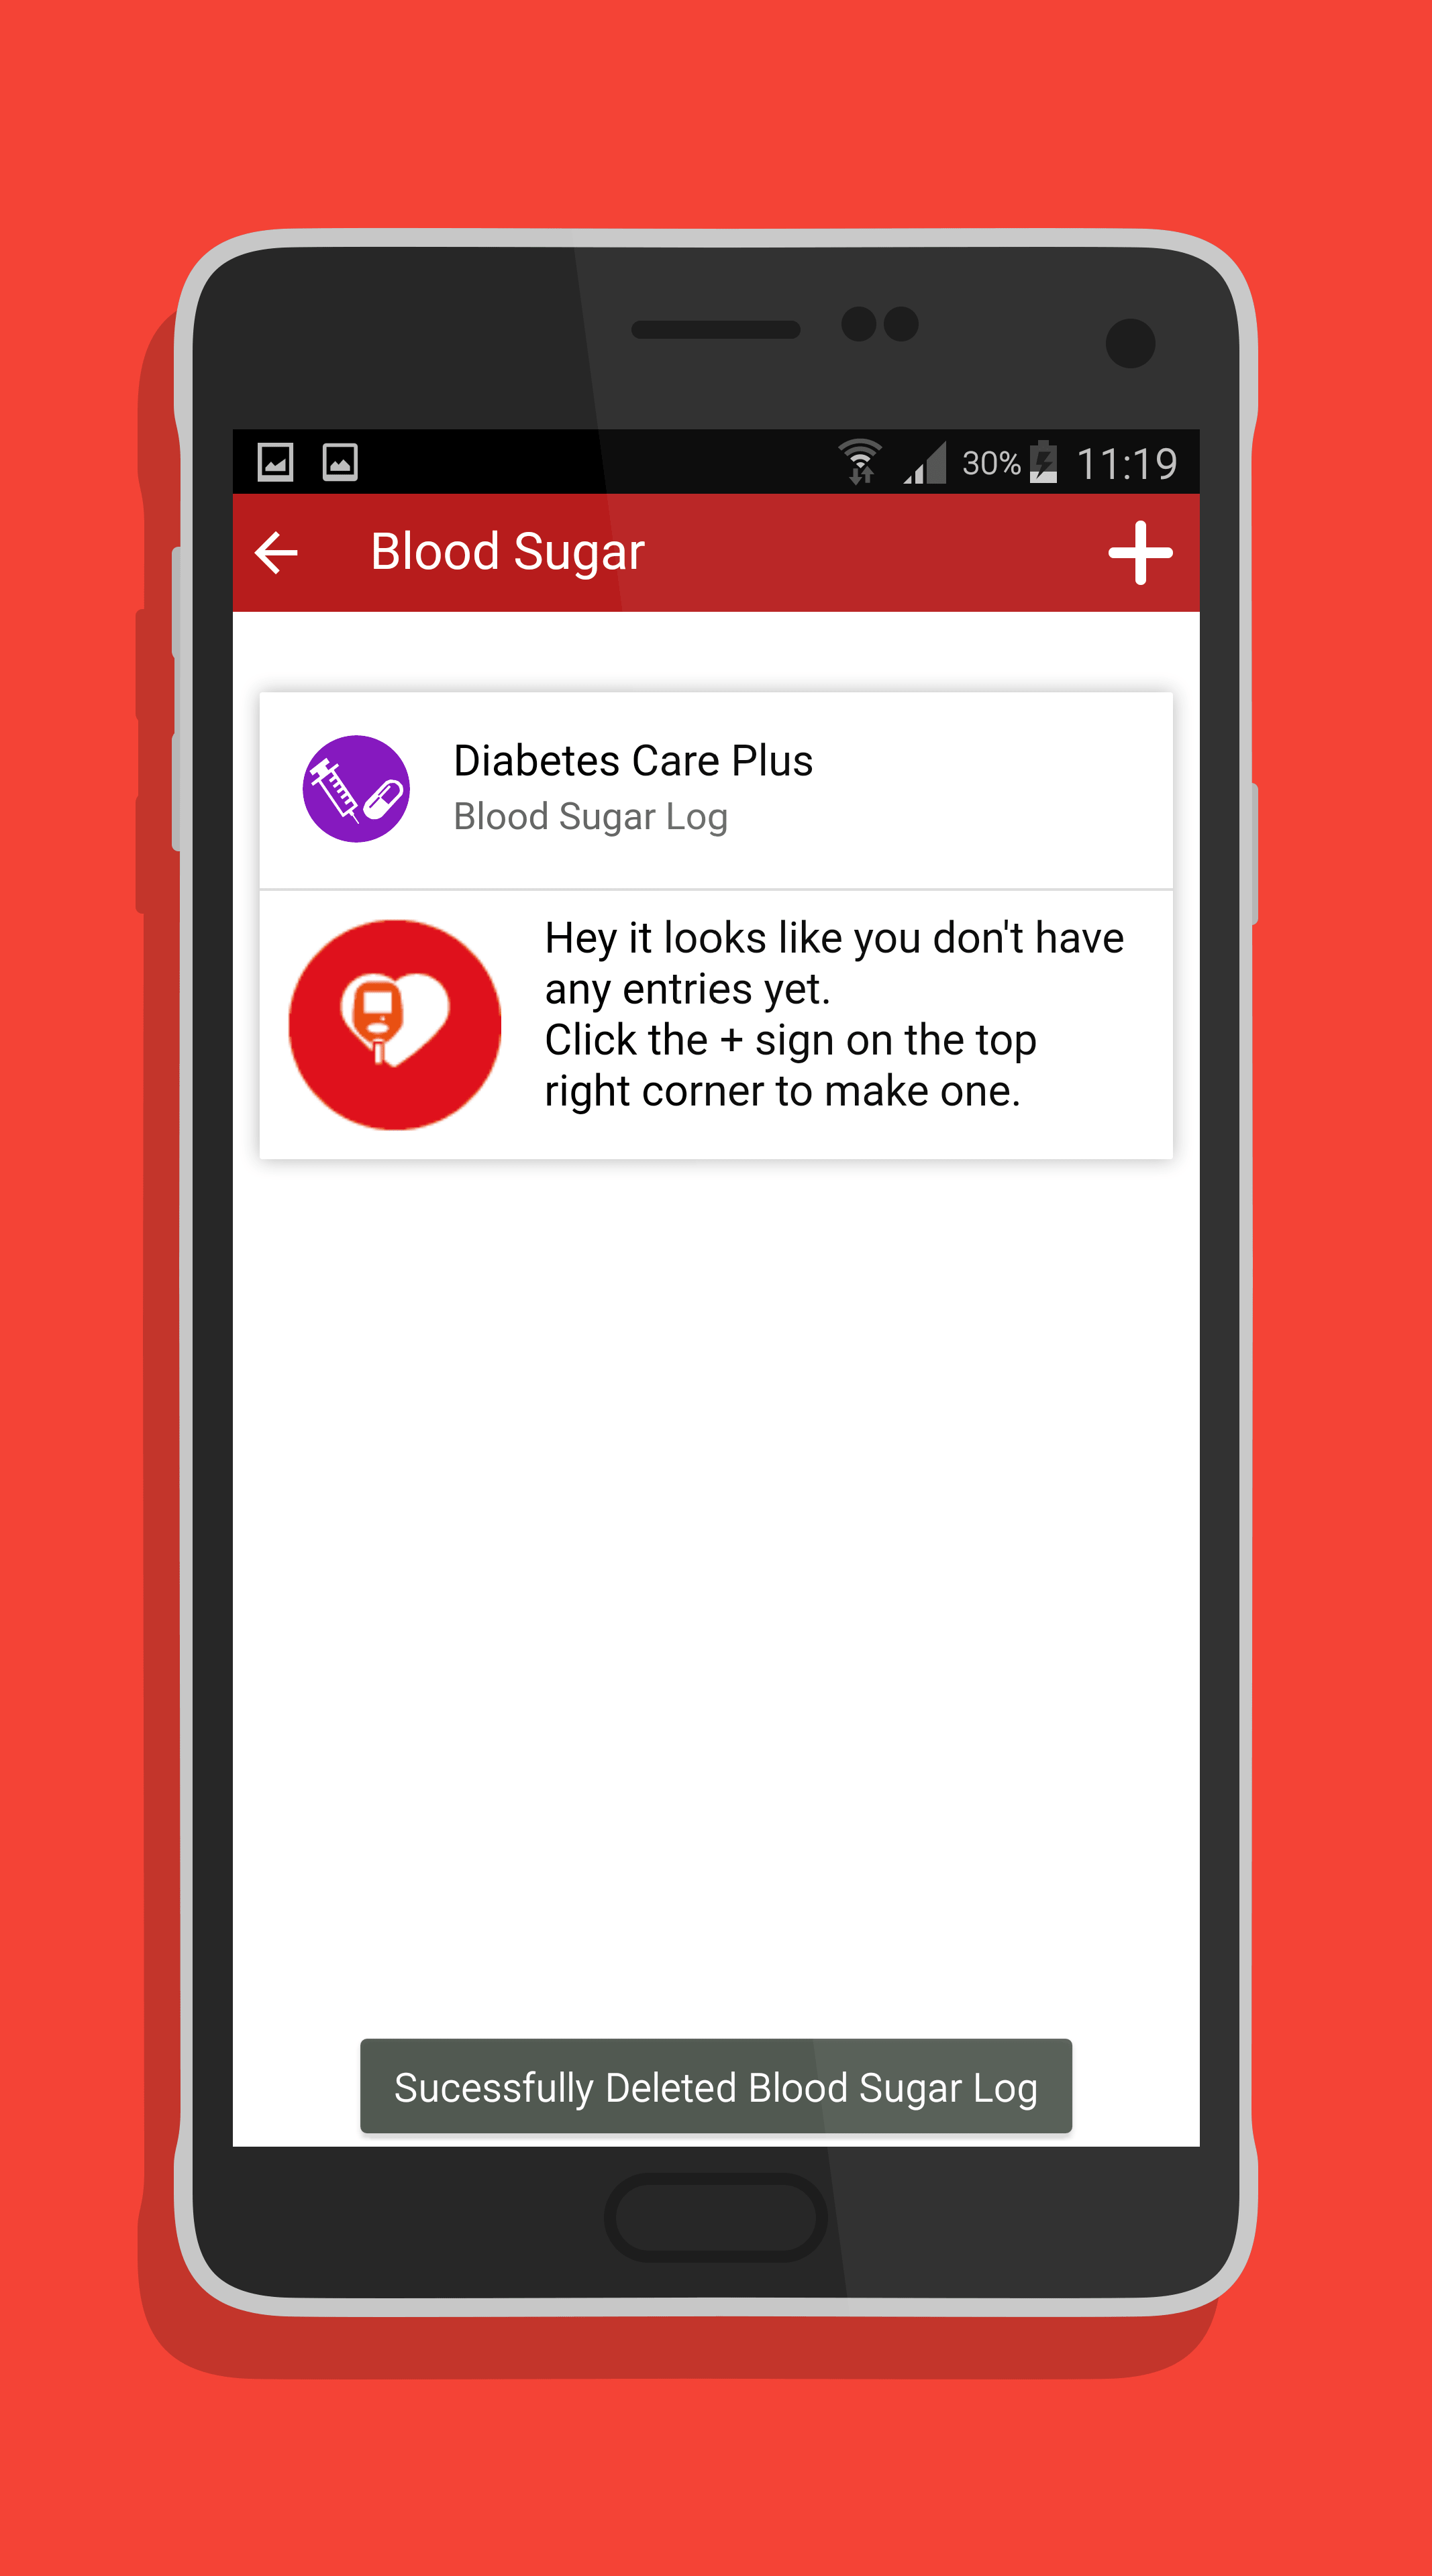 30% 11:19
Blood Sugar
Diabetes Care Plus
Blood Sugar Log
Hey it looks like you don't have
any entries yet.
Click the + sign on the top
right corner to make one.
Sucessfully Deleted Blood Sugar Log